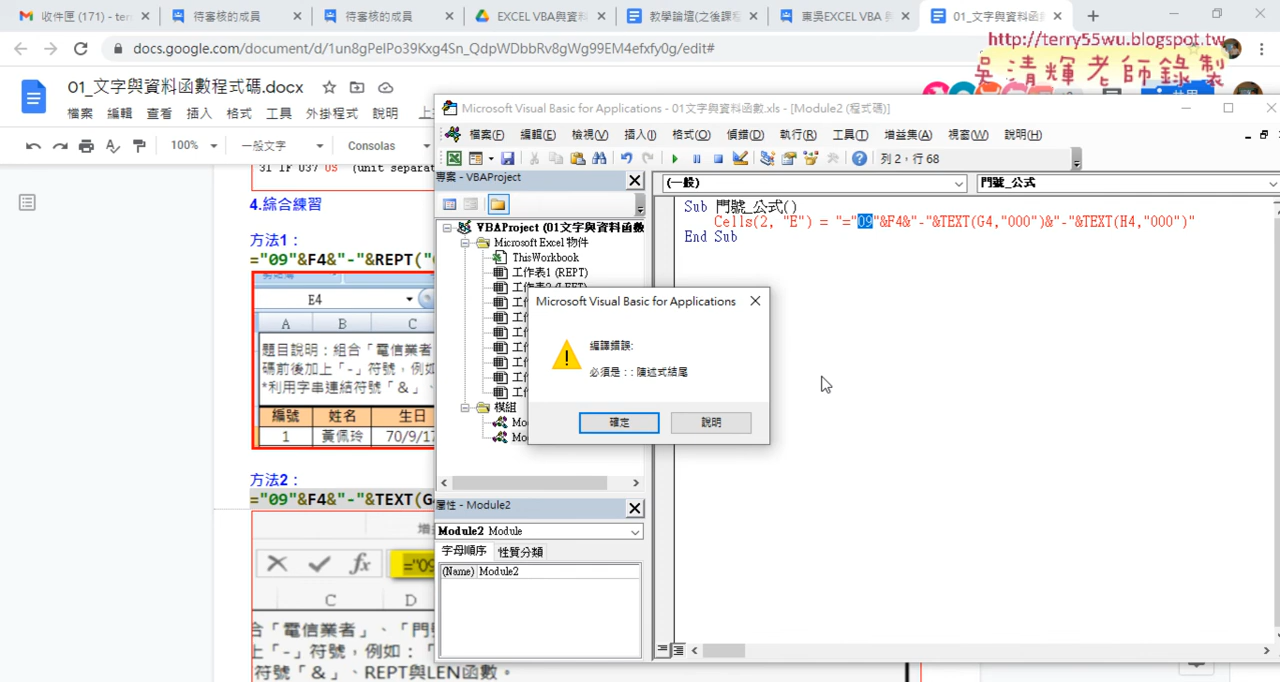 收件匣 (171) - terr
待審核的成員
待審核的成員
EXCEL VBA與資料
教學論壇(之後課程
東吳EXCEL VBA 與
01_文字與資料函
docs.google.com/document/d/1un8gPelPo39Kxg4Sn_QdpWDbbRv8gWg99EM4efxfy0g/edit#
http://terry55wu.blogspot.tw
吳清輝老師錄製
01_文字與資料函數程式碼.docx
檔案 編輯 查看 插入 格式 工具 外掛程式 說明 上
100% 一般文字 Consolas
31 1F 037 US (unit separat
4.綜合練習
方法1：
="09"&F4&"-"&REPT("
E4
A B C
題目說明：組合「電信業者
碼前後加上「-」符號，例如
*利用字串連結符號「&」、
編號 姓名 生日
1 黃佩玲 70/9/17
方法2：
="09"&F4&"-"&TEXT(G
="09
C D
合「電信業者」、「門號
上「-」符號，例如：「
符號「&」、REPT與LEN函數。
Microsoft Visual Basic for Applications - 01文字與資料函數.xls - [Module2 (程式碼)]
檔案(F) 編輯(E) 檢視(V) 插入(I) 格式(O) 偵錯(D) 執行(R) 工具(T) 增益集(A) 視窗(W) 說明(H)
列 2，行 68
專案 - VBAProject
VBAProject (01文字與資料函數
Microsoft Excel 物件
ThisWorkbook
工作表1 (REPT)
工作表2 (LEFT)
模組
屬性 - Module2
Module2 Module
字母順序 性質分類
(Name) Module2
(一般)
門號_公式
Sub 門號_公式()
Cells(2, "E") = "="09"&F4&"-"&TEXT(G4,"000")&"-"&TEXT(H4,"000")"
End Sub
Microsoft Visual Basic for Applications
編譯錯誤:
必須是: : 陳述式結尾
確定
說明